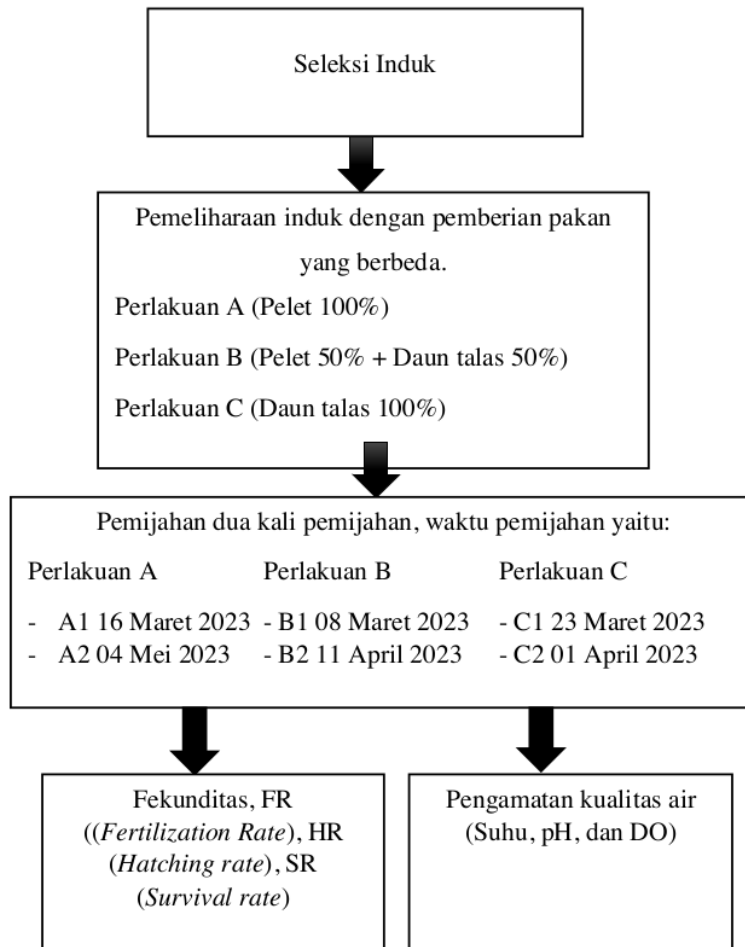 Seleksi Induk
Pemeliharaan induk dengan pemberian pakan
yang berbeda.
Perlakuan A (Pelet 100%)
Perlakuan B (Pelet 50% + Daun talas 50%)
Perlakuan C (Daun talas 100%)
Pemijahan dua kali pemijahan, waktu pemijahan yaitu:
Perlakuan A Perlakuan B Perlakuan C
- A1 16 Maret 2023 - B1 08 Maret 2023 - C1 23 Maret 2023
- A2 04 Mei 2023 - B2 11 April 2023 - C2 01 April 2023
Fekunditas, FR
((Fertilization Rate), HR
(Hatching rate), SR
(Survival rate)
Pengamatan kualitas air
(Suhu, pH, dan DO)